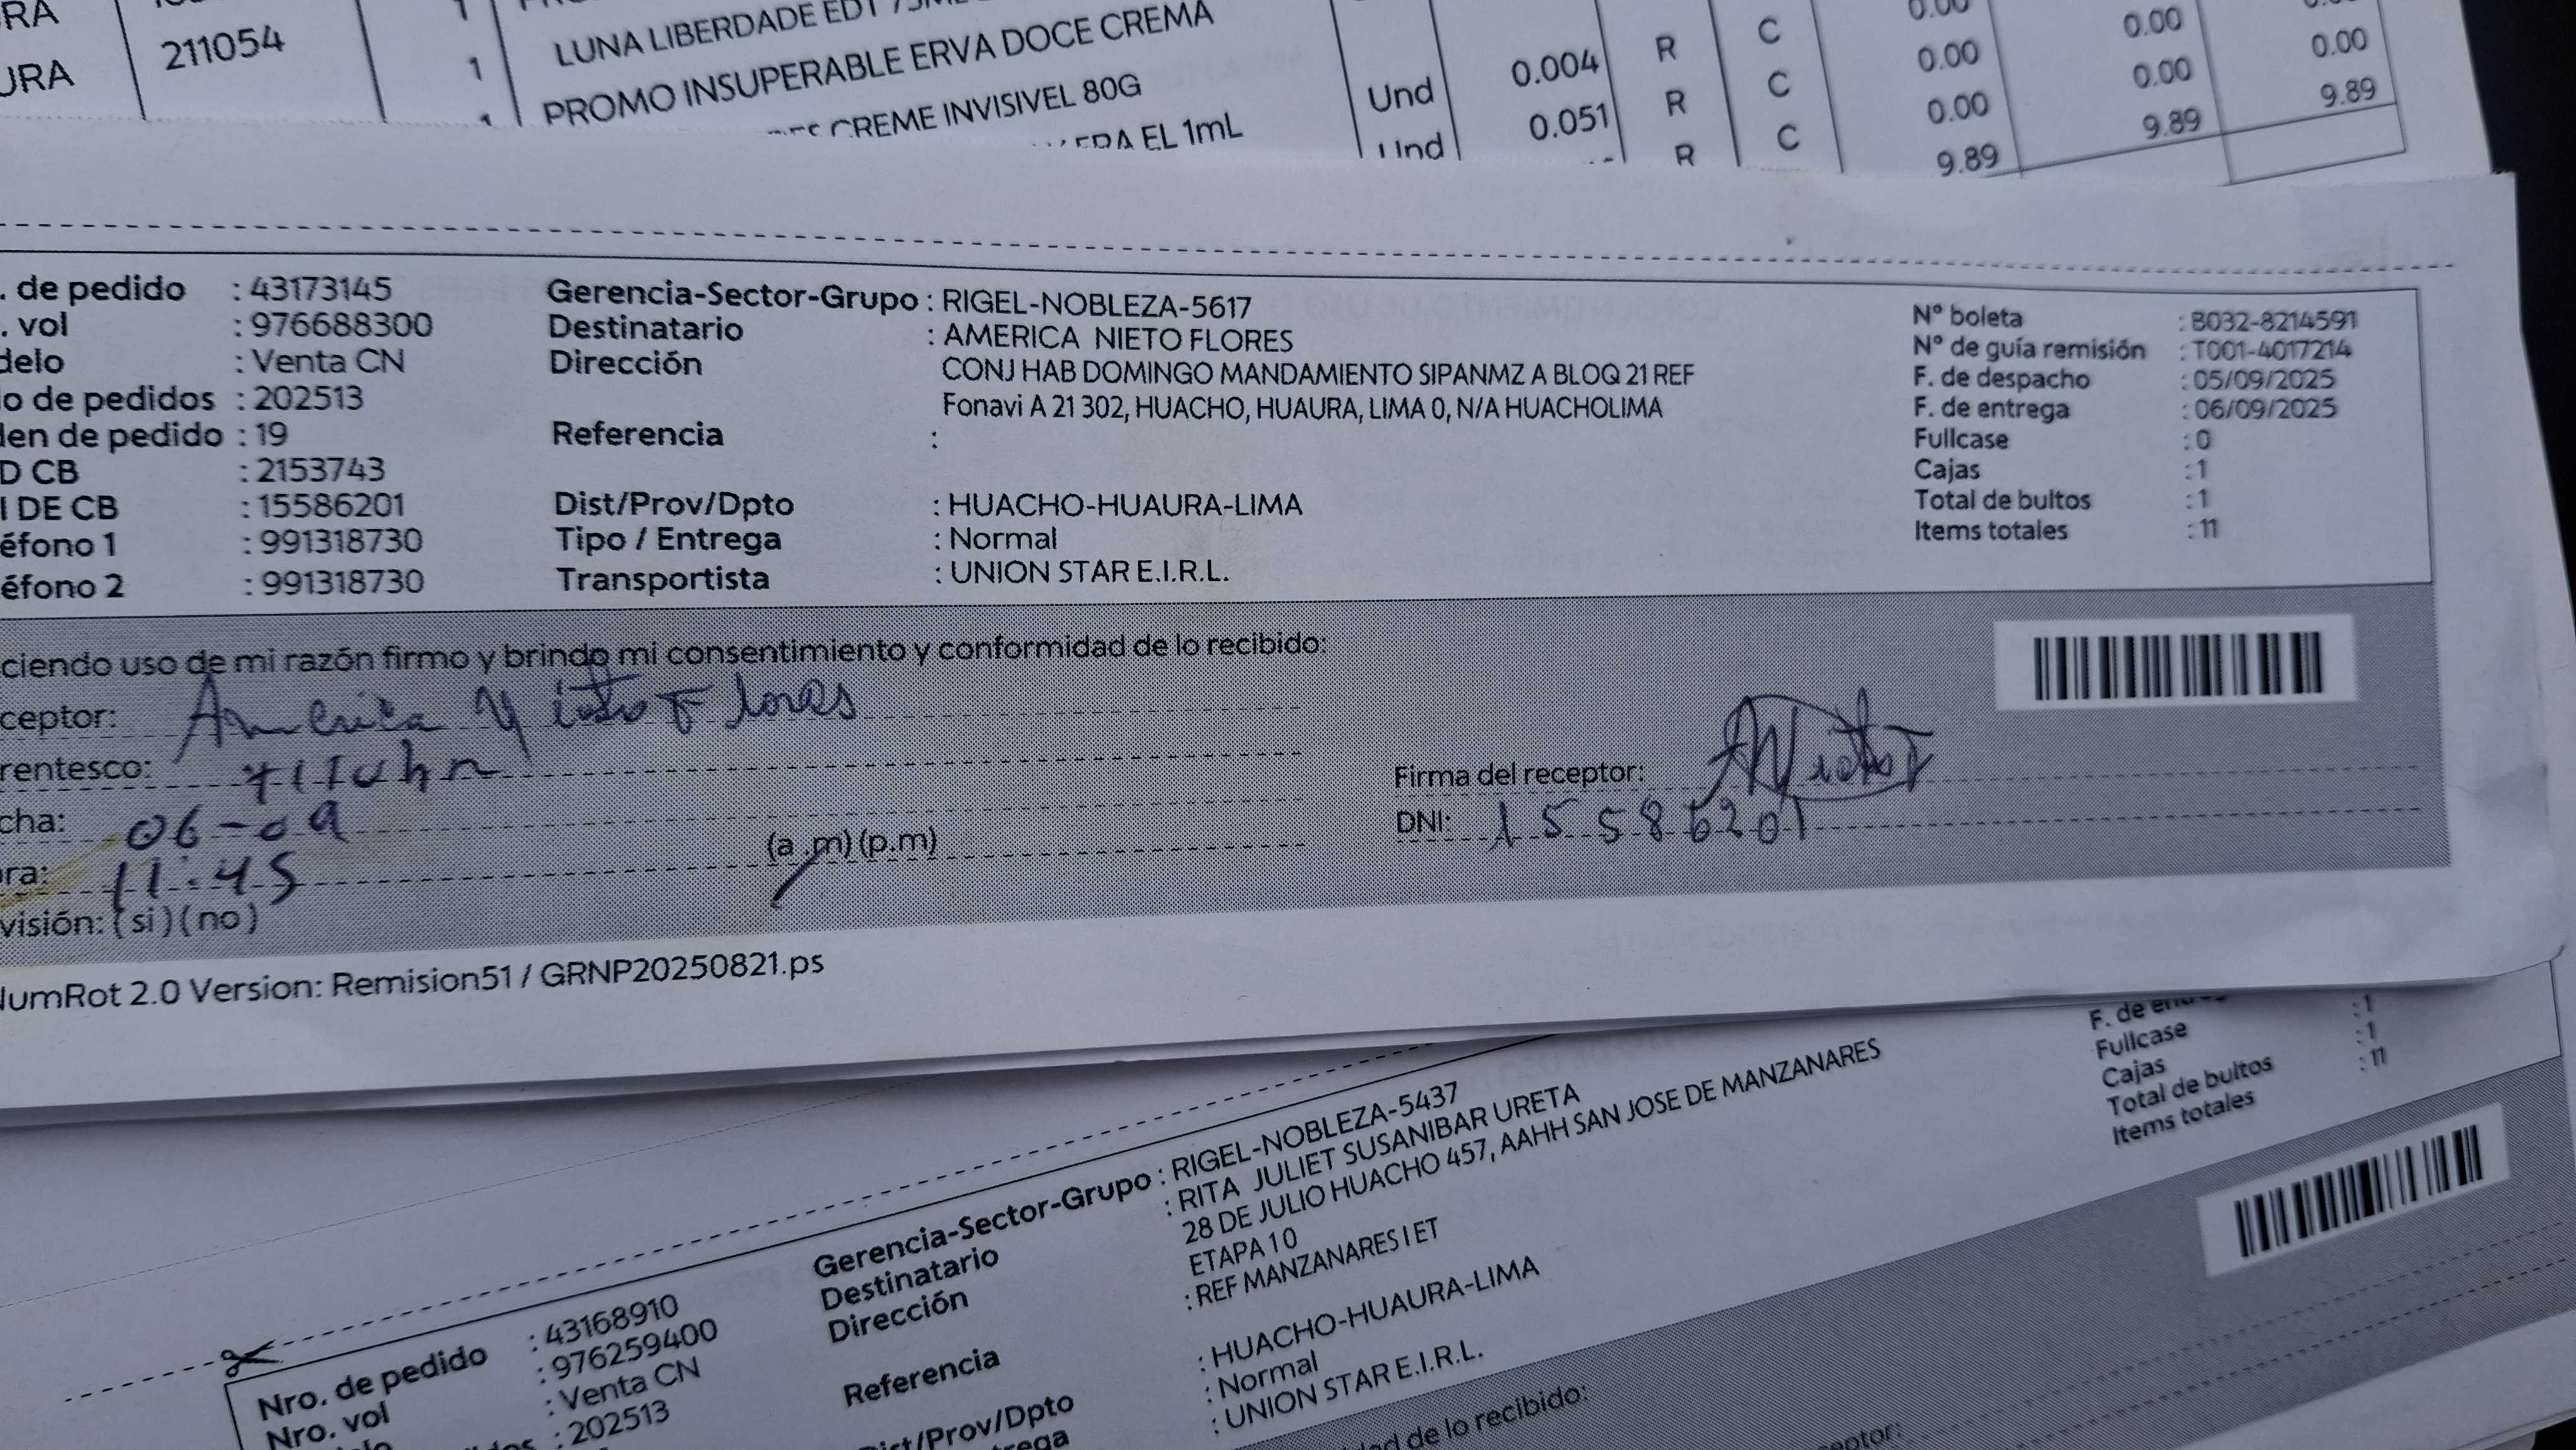 RA
URA 211054 1 LUNA LIBERDADE EDT 0.00 0.00
1 PROMO INSUPERABLE ERVA DOCE CREMA Und 0.004 R C 0.00 0.00 0.00
CREME INVISIVEL 80G Und 0.051 R C 0.00 9.89 9.89
EL 1mL R C 9.89
. de pedido : 43173145
. vol : 976688300
delo : Venta CN
o de pedidos : 202513
den de pedido : 19
D CB : 2153743
I DE CB : 15586201
éfono 1 : 991318730
éfono 2 : 991318730
Gerencia-Sector-Grupo : RIGEL-NOBLEZA-5617
Destinatario : AMERICA NIETO FLORES
Dirección CONJ HAB DOMINGO MANDAMIENTO SIPANMZ A BLOQ 21 REF
Fonavi A 21 302, HUACHO, HUAURA, LIMA 0, N/A HUACHOLIMA
Referencia :
Dist/Prov/Dpto : HUACHO-HUAURA-LIMA
Tipo / Entrega : Normal
Transportista : UNION STAR E.I.R.L.
N° boleta : B032-8214591
N° de guía remisión : T001-4017214
F. de despacho : 05/09/2025
F. de entrega : 06/09/2025
Fullcase : 0
Cajas : 1
Total de bultos : 1
Items totales : 11
ciendo uso de mi razón firmo y brindo mi consentimiento y conformidad de lo recibido:
ceptor: America Nieto Flores
rentesco:
cha: 06-09
ra: 11:45 (a.m) (p.m)
visión: (si) (no)
Firma del receptor: ANietoF
DNI: 15586201
NumRot 2.0 Version: Remision51 / GRNP20250821.ps
Nro. de pedido : 43168910
Nro. vol : 976259400
: Venta CN
: 202513
Gerencia-Sector-Grupo : RIGEL-NOBLEZA-5437
Destinatario : RITA JULIET SUSANIBAR URETA
Dirección 28 DE JULIO HUACHO 457, AAHH SAN JOSE DE MANZANARES
ETAPA 1 0
Referencia : REF MANZANARES I ET
Dist/Prov/Dpto : HUACHO-HUAURA-LIMA
: Normal
: UNION STAR E.I.R.L.
F. de
Fullcase
Cajas : 1
Total de bultos : 1
Items totales : 11
de lo recibido: